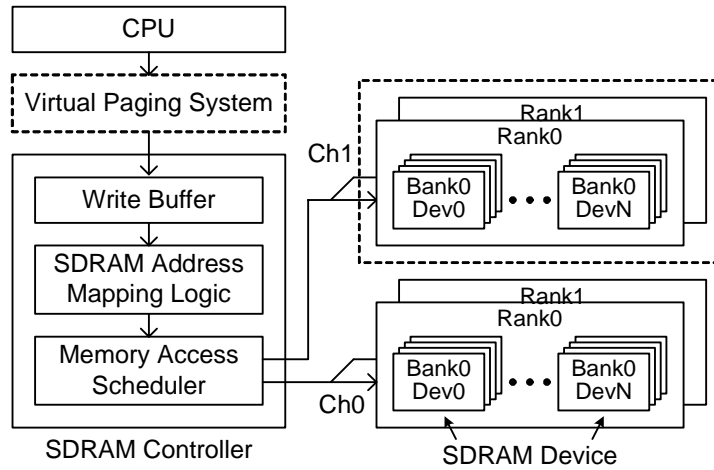 CPU
Virtual Paging System
Write Buffer
SDRAM Address
Mapping Logic
Memory Access
Scheduler
SDRAM Controller
Ch1
Rank1
Rank0
Bank0
Dev0
Bank0
DevN
Ch0
Rank1
Rank0
Bank0
Dev0
Bank0
DevN
SDRAM Device